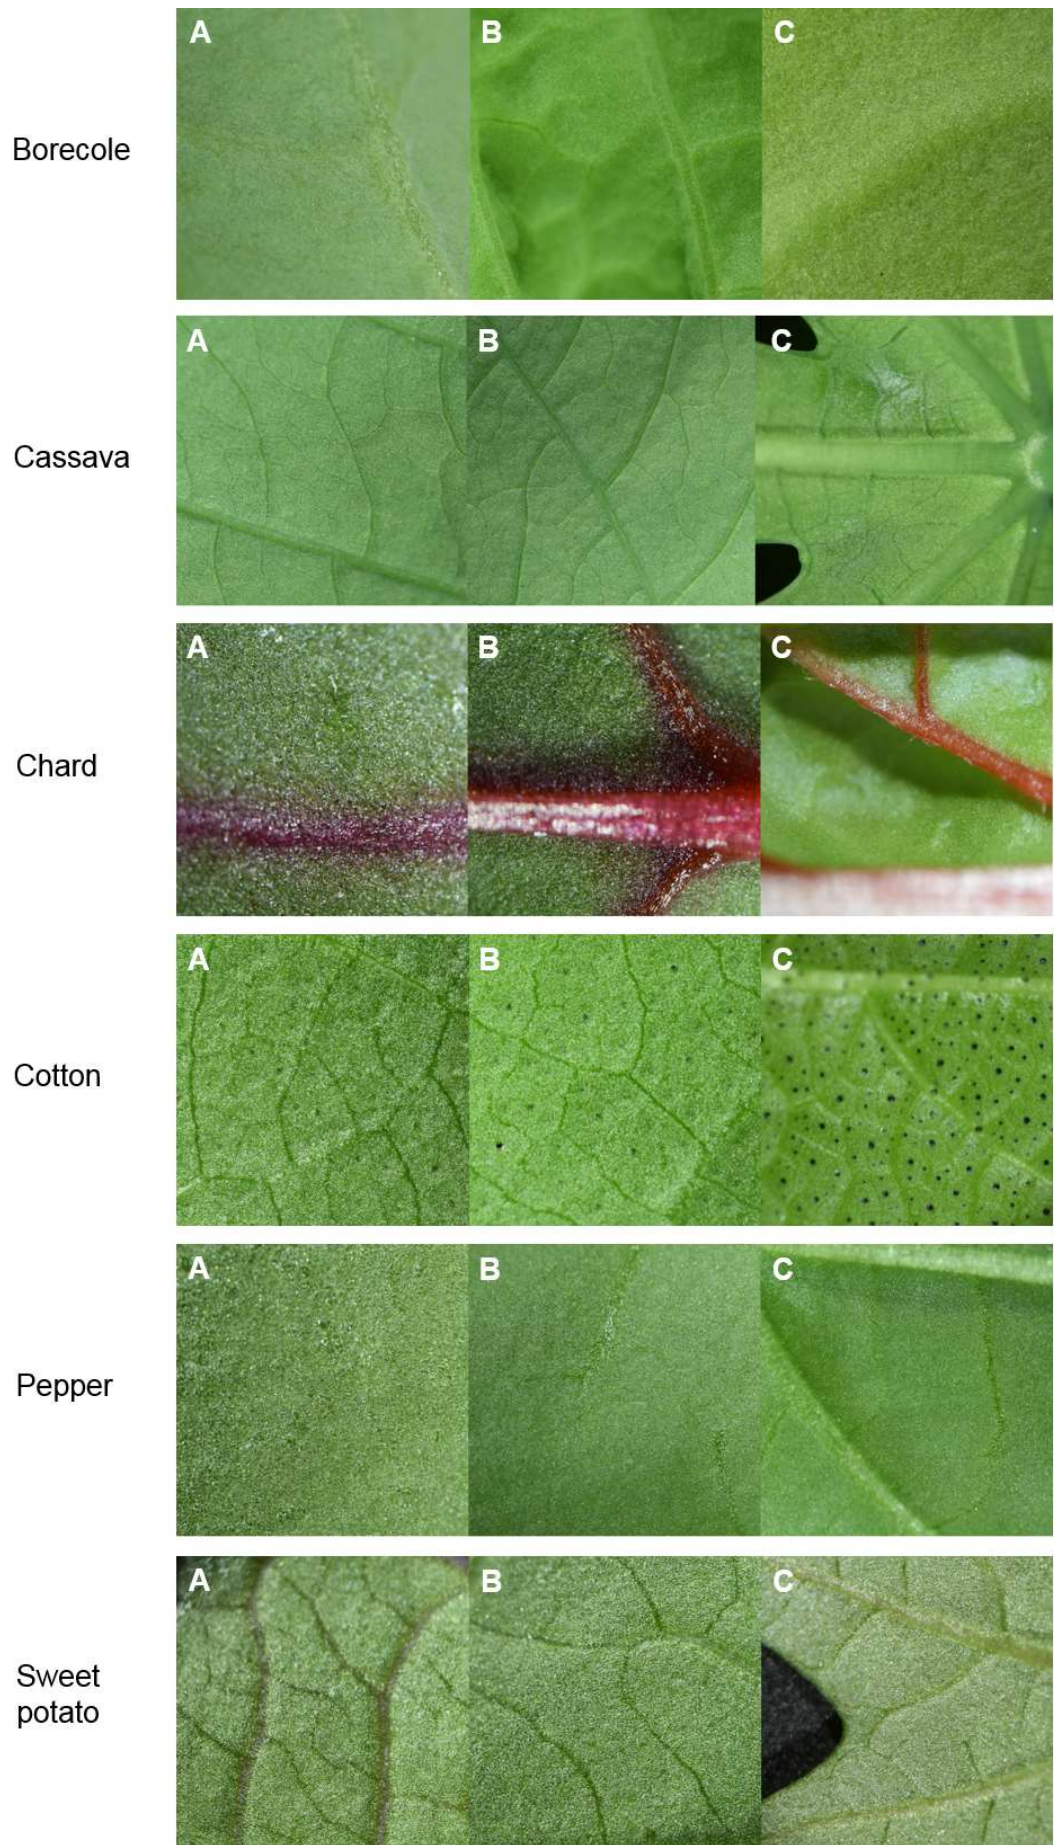 A B C
Borecole
A B C
Cassava
A B C
Chard
A B C
Cotton
A B C
Pepper
A B C
Sweet
potato